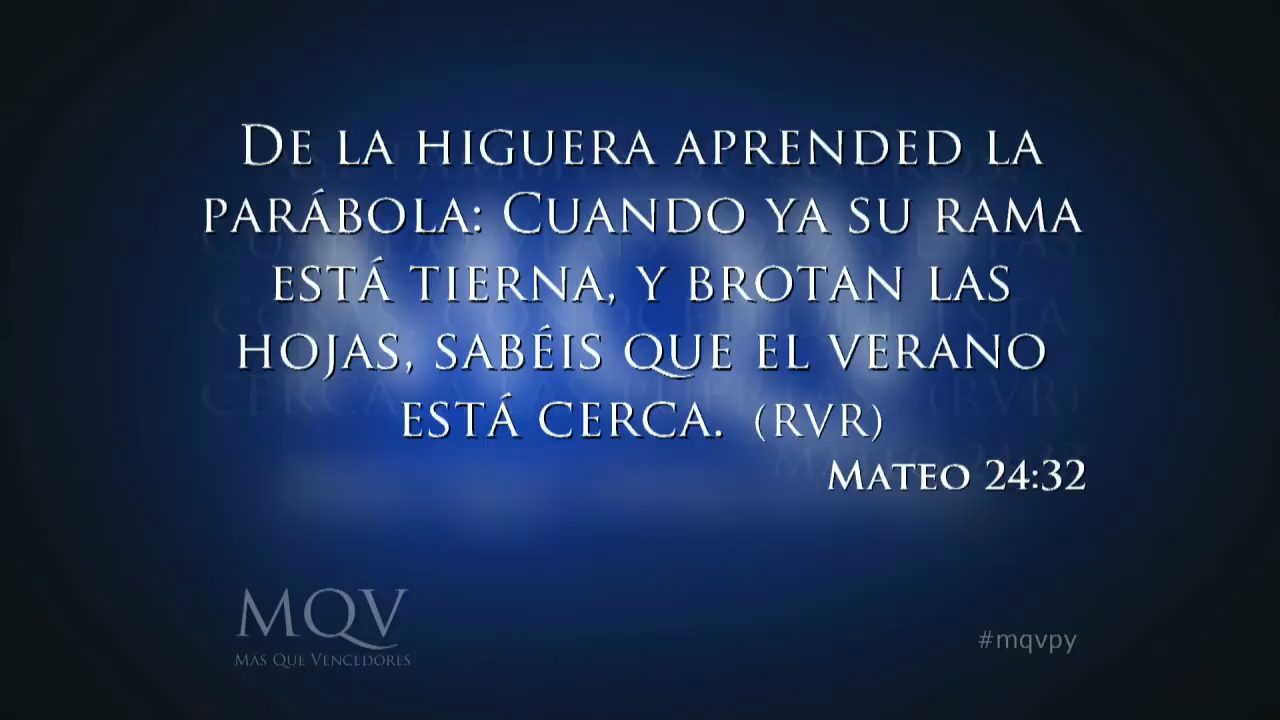 De la higuera aprended la
parábola: Cuando ya su rama
está tierna, y brotan las
hojas, sabéis que el verano
está cerca. (RVR)
Mateo 24:32
MQV
Más Que Vencedores
#mqvpy